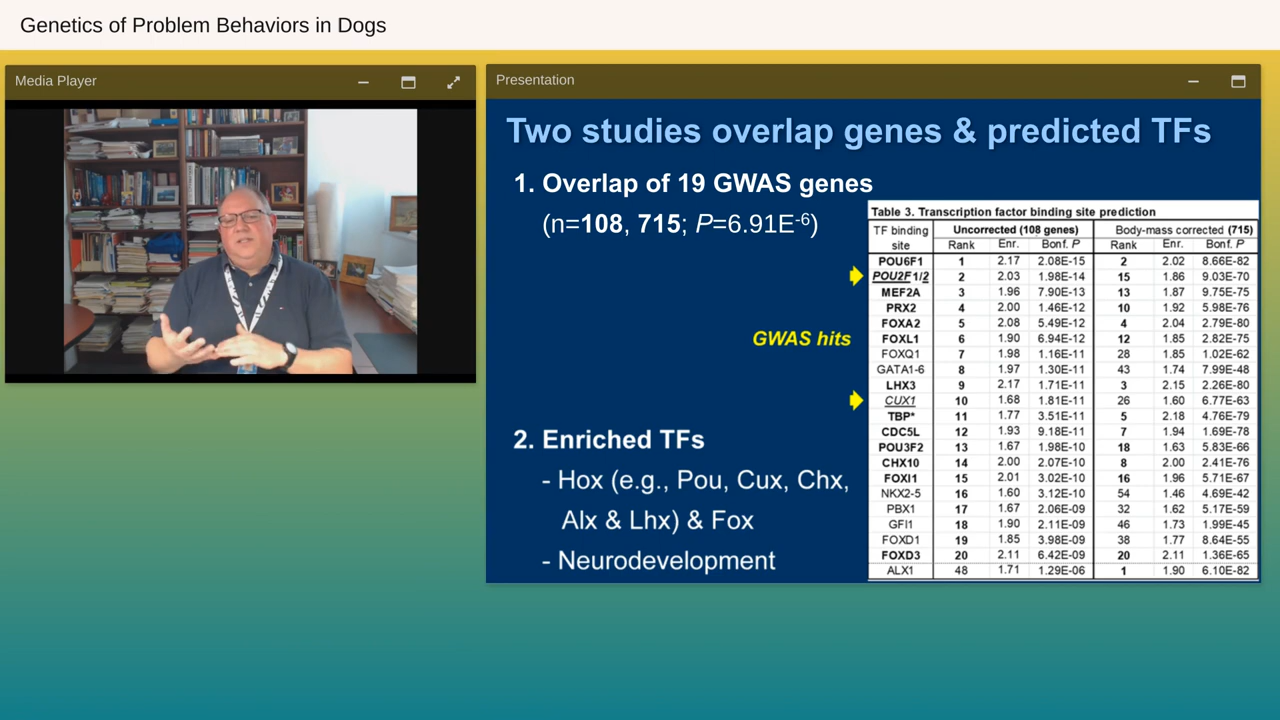 Genetics of Problem Behaviors in Dogs
Media Player
Presentation
Two studies overlap genes & predicted TFs
1. Overlap of 19 GWAS genes
(n=108, 715; P=6.91E-6)
GWAS hits
2. Enriched TFs
- Hox (e.g., Pou, Cux, Chx,
Alx & Lhx) & Fox
- Neurodevelopment
Table 3. Transcription factor binding site prediction
TF binding site Uncorrected (108 genes) Body-mass corrected (715)
Rank Enr. Bonf. P Rank Enr. Bonf. P
POU6F1 1 2.17 2.08E-15 2 2.02 8.66E-82
POU2F1/2 2 2.03 1.98E-14 15 1.86 9.03E-70
MEF2A 3 1.96 7.90E-13 13 1.87 9.75E-75
PRX2 4 2.00 1.46E-12 10 1.92 5.98E-76
FOXA2 5 2.08 5.49E-12 4 2.04 2.79E-80
FOXL1 6 1.90 6.94E-12 12 1.85 2.82E-75
FOXQ1 7 1.98 1.16E-11 28 1.85 1.02E-62
GATA1-6 8 1.97 1.30E-11 43 1.74 7.99E-48
LHX3 9 2.17 1.71E-11 3 2.15 2.26E-80
CUX1 10 1.68 1.81E-11 26 1.60 6.77E-63
TBP* 11 1.77 3.51E-11 5 2.18 4.76E-79
CDC5L 12 1.93 9.18E-11 7 1.94 1.69E-78
POU3F2 13 1.67 1.98E-10 18 1.63 5.83E-66
CHX10 14 2.00 2.07E-10 8 2.00 2.41E-76
FOXI1 15 2.01 3.02E-10 16 1.96 5.71E-67
NKX2-5 16 1.60 3.12E-10 54 1.46 4.69E-42
PBX1 17 1.67 2.06E-09 32 1.62 5.17E-59
GFI1 18 1.90 2.11E-09 46 1.73 1.99E-45
FOXD1 19 1.85 3.98E-09 38 1.77 8.64E-55
FOXD3 20 2.11 6.42E-09 20 2.11 1.36E-65
ALX1 48 1.71 1.29E-06 1 1.90 6.10E-82